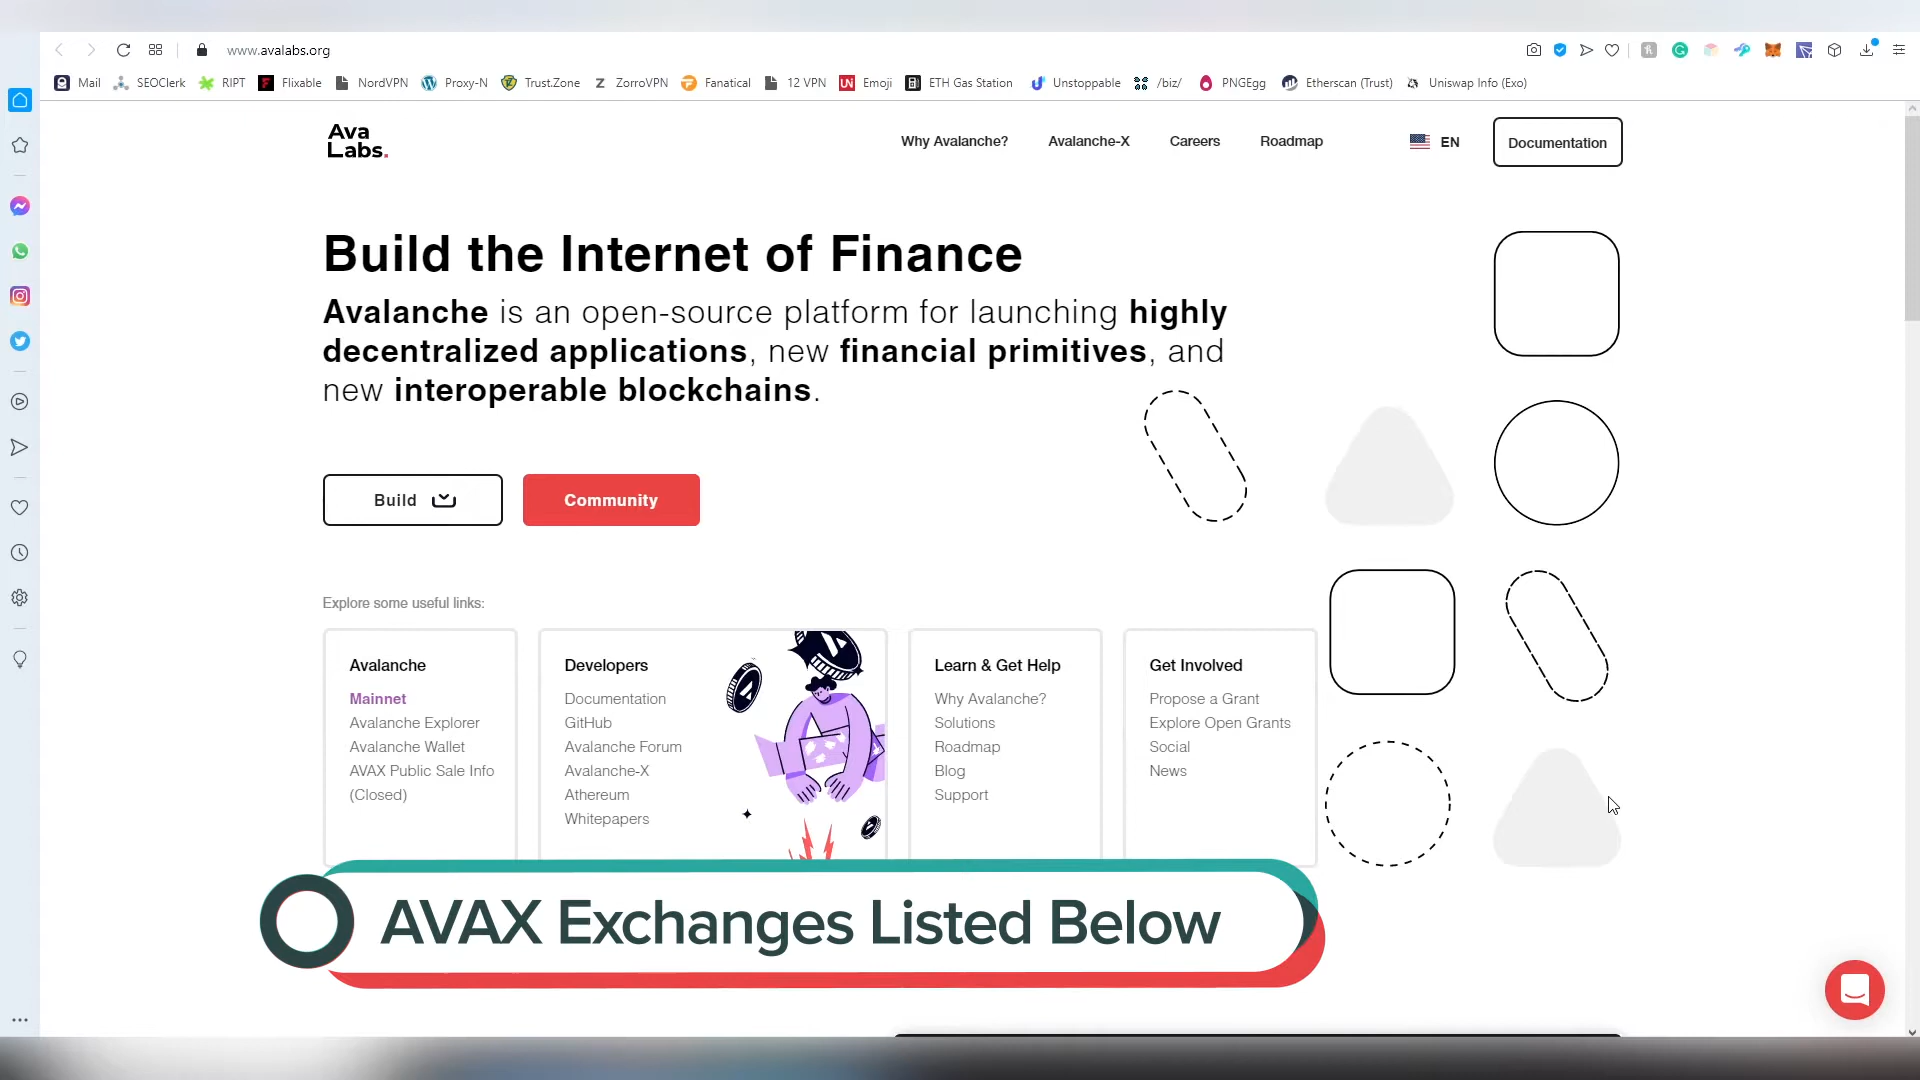 www.avalabs.org
Mail SEOClerk RIPT Flixable NordVPN Proxy-N Trust.Zone ZorroVPN Fanatical 12 VPN Emoji ETH Gas Station Unstoppable /biz/ PNGEgg Etherscan (Trust) Uniswap Info (Exo)
Ava
Labs.
Why Avalanche? Avalanche-X Careers Roadmap EN Documentation
Build the Internet of Finance
Avalanche is an open-source platform for launching highly
decentralized applications, new financial primitives, and
new interoperable blockchains.
Build Community
Explore some useful links:
Avalanche
Mainnet
Avalanche Explorer
Avalanche Wallet
AVAX Public Sale Info
(Closed)
Developers
Documentation
GitHub
Avalanche Forum
Avalanche-X
Athereum
Whitepapers
Learn & Get Help
Why Avalanche?
Solutions
Roadmap
Blog
Support
Get Involved
Propose a Grant
Explore Open Grants
Social
News
AVAX Exchanges Listed Below